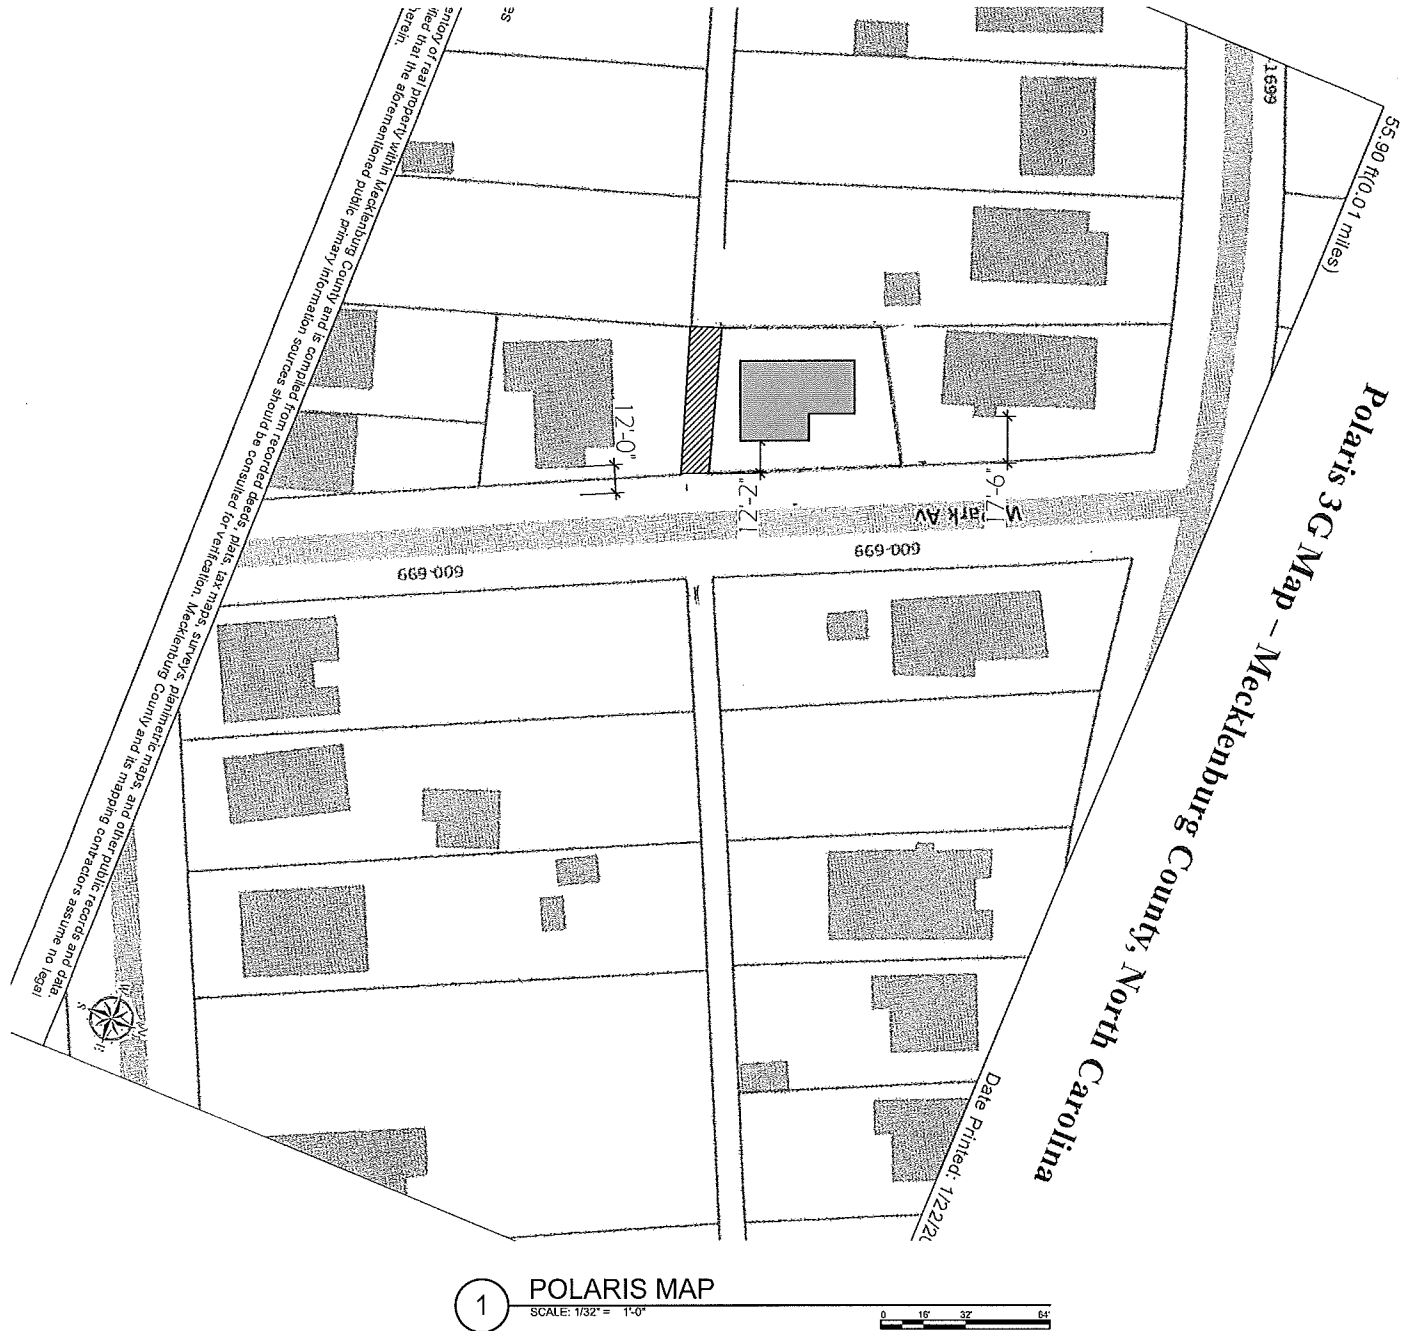 es
entory of real property within Mecklenburg County and is compiled from recorded deeds, plats, tax maps, surveys, planimetric maps, and other public records and data.
ified that the aforementioned public primary information sources should be consulted for verification. Mecklenburg County and its mapping contractors assume no legal
herein.
-1699
55.90 ft(0.01 miles)
Polaris 3G Map – Mecklenburg County, North Carolina
Date Printed: 1/22/20
12'-0"
12'-2"
17'-6"
W Park Av
600-699
600-699
N
S
W
E
1
POLARIS MAP
SCALE: 1/32" = 1'-0"
0 16' 32' 64'